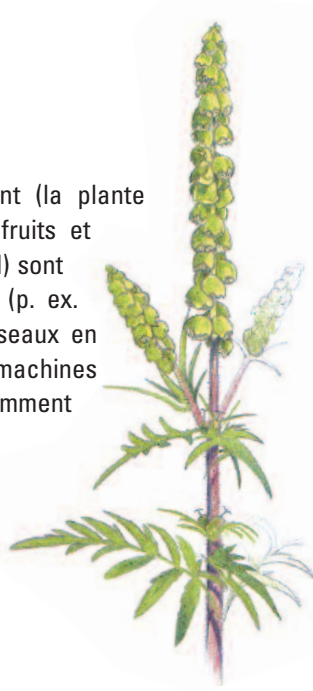 nt (la plante
fruits et
l) sont
(p. ex.
seaux en
machines
mment